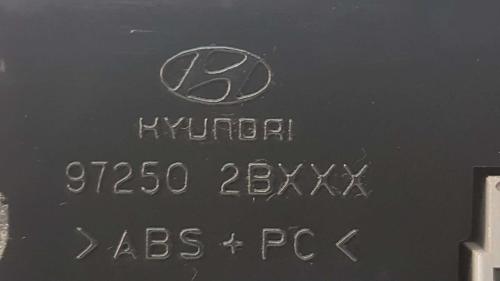 HYUNDAI
97250 2BXXX
>ABS + PC<